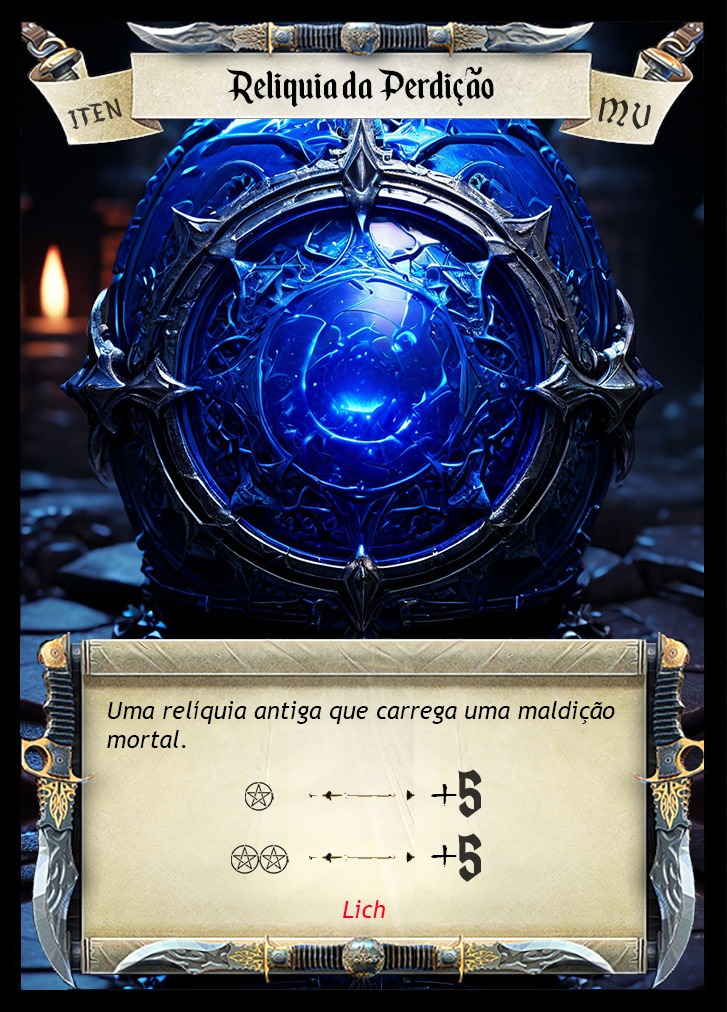 Reliquia da Perdição
ITEN
MU
Uma relíquia antiga que carrega uma maldição
mortal.
+5
+5
Lich